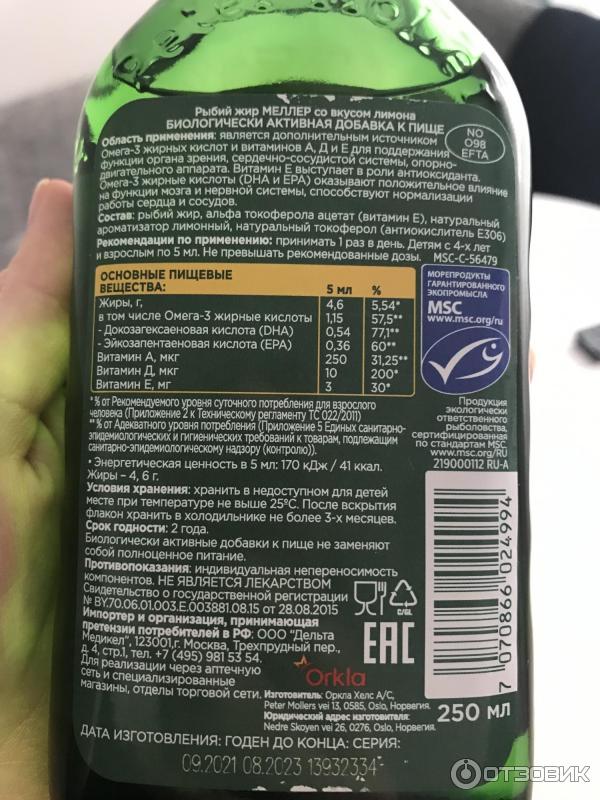 Рыбий жир МЕЛЛЕР со вкусом лимона
БИОЛОГИЧЕСКИ АКТИВНАЯ ДОБАВКА К ПИЩЕ
Область применения: является дополнительным источником
Омега-3 жирных кислот и витаминов А, Д и Е для поддержания
функции органа зрения, сердечно-сосудистой системы, опорно-
двигательного аппарата. Витамин Е выступает в роли антиоксиданта.
Омега-3 жирные кислоты (DHA и EPA) оказывают положительное влияние
на функции мозга и нервной системы, способствуют нормализации
работы сердца и сосудов.
NO
O98
EFTA
Состав: рыбий жир, альфа токоферола ацетат (витамин Е), натуральный
ароматизатор лимонный, натуральный токоферол (антиокислитель Е306)
Рекомендации по применению: принимать 1 раз в день. Детям с 4-х лет
и взрослым по 5 мл. Не превышать рекомендованные дозы. MSC-C-56479
ОСНОВНЫЕ ПИЩЕВЫЕ
ВЕЩЕСТВА: 5 мл %
Жиры, г, 4,6 5,54*
в том числе Омега-3 жирные кислоты 1,15 57,5**
- Докозагексаеновая кислота (DHA) 0,54 77,1**
- Эйкозапентаеновая кислота (EPA) 0,36 60**
Витамин А, мкг 250 31,25**
Витамин Д, мкг 10 200*
Витамин Е, мг 3 30*
МОРЕПРОДУКТЫ
ГАРАНТИРОВАННОГО
ЭКОПРОМЫСЛА
MSC
www.msc.org/ru
Продукция
экологически
ответственного
рыболовства,
сертифицированная
по стандартам MSC.
www.msc.org/ru
219000112 RU-A
* % от Рекомендуемого уровня суточного потребления для взрослого
человека (Приложение 2 к Техническому регламенту ТС 022/2011)
** % от Адекватного уровня потребления (Приложение 5 Единых санитарно-
эпидемиологических и гигиенических требований к товарам, подлежащим
санитарно-эпидемиологическому надзору (контролю)).
• Энергетическая ценность в 5 мл: 170 кДж / 41 ккал.
Жиры – 4, 6 г.
Условия хранения: хранить в недоступном для детей
месте при температуре не выше 25°C. После вскрытия
флакон хранить в холодильнике не более 3-х месяцев.
Срок годности: 2 года.
Биологически активные добавки к пище не заменяют
собой полноценное питание.
Противопоказания: индивидуальная непереносимость
компонентов. НЕ ЯВЛЯЕТСЯ ЛЕКАРСТВОМ
Свидетельство о государственной регистрации
№ BY.70.06.01.003.E.003881.08.15 от 28.08.2015
Импортер и организация, принимающая
претензии потребителей в РФ: ООО "Дельта
Медикел", 123001,г. Москва, Трехпрудный пер.,
д. 4, стр.1, тел. +7 (495) 981 53 54.
Для реализации через аптечную
сеть и специализированные
магазины, отделы торговой сети.
C/GL
EAC
Orkla
Изготовитель: Оркла Хелс А/С,
Peter Mollers vei 13, 0585, Oslo, Норвегия.
Юридический адрес изготовителя:
Nedre Skoyen vei 26, 0276, Oslo, Норвегия.
7 070866 024994
250 мл
ДАТА ИЗГОТОВЛЕНИЯ: ГОДЕН ДО КОНЦА: СЕРИЯ:
09.2021 08.2023 13932334
ОТЗОВИК